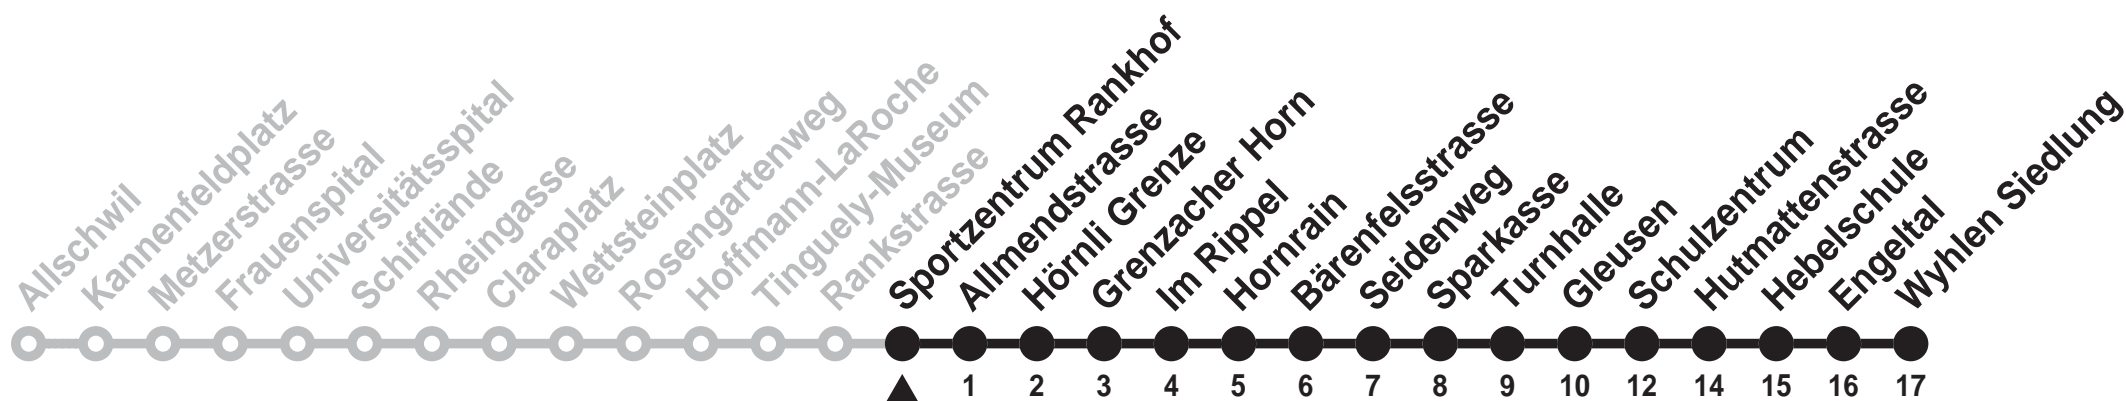 Allschwil
Kannenfeldplatz
Metzerstrasse
Frauenspital
Universitätsspital
Schifflände
Rheingasse
Claraplatz
Wettsteinplatz
Rosengartenweg
Hoffmann-LaRoche
Tinguely-Museum
Rankstrasse
Sportzentrum Rankhof
Allmendstrasse
Hörnli Grenze
Grenzacher Horn
Im Rippel
Hornrain
Bärenfelsstrasse
Seidenweg
Sparkasse
Turnhalle
Gleusen
Schulzentrum
Hutmattenstrasse
Hebelschule
Engeltal
Wyhlen Siedlung
1 2 3 4 5 6 7 8 9 10 12 14 15 16 17